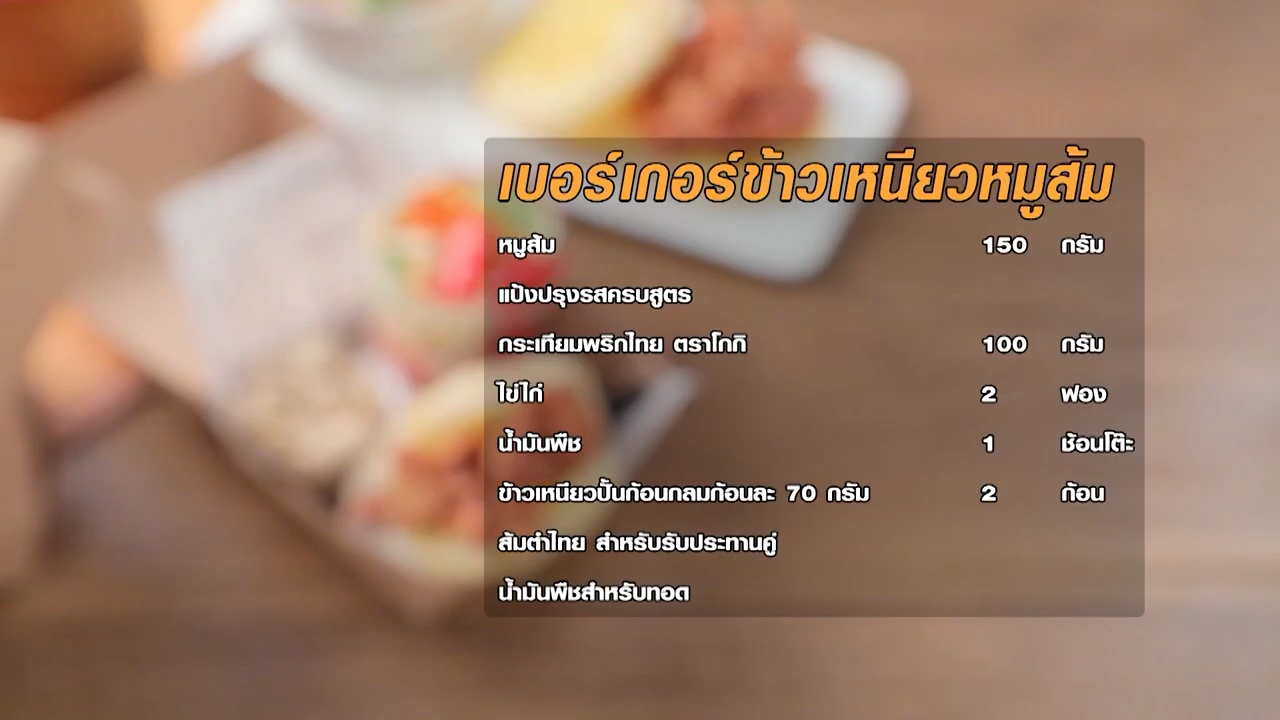 เบอร์เกอร์ข้าวเหนียวหมูส้ม
หมูส้ม 150 กรัม
แป้งปรุงรสครบสูตร
กระเทียมพริกไทย ตราโกกิ 100 กรัม
ไข่ไก่ 2 ฟอง
น้ำมันพืช 1 ช้อนโต๊ะ
ข้าวเหนียวปั้นก้อนกลมก้อนละ 70 กรัม 2 ก้อน
ส้มตำไทย สำหรับรับประทานคู่
น้ำมันพืชสำหรับทอด